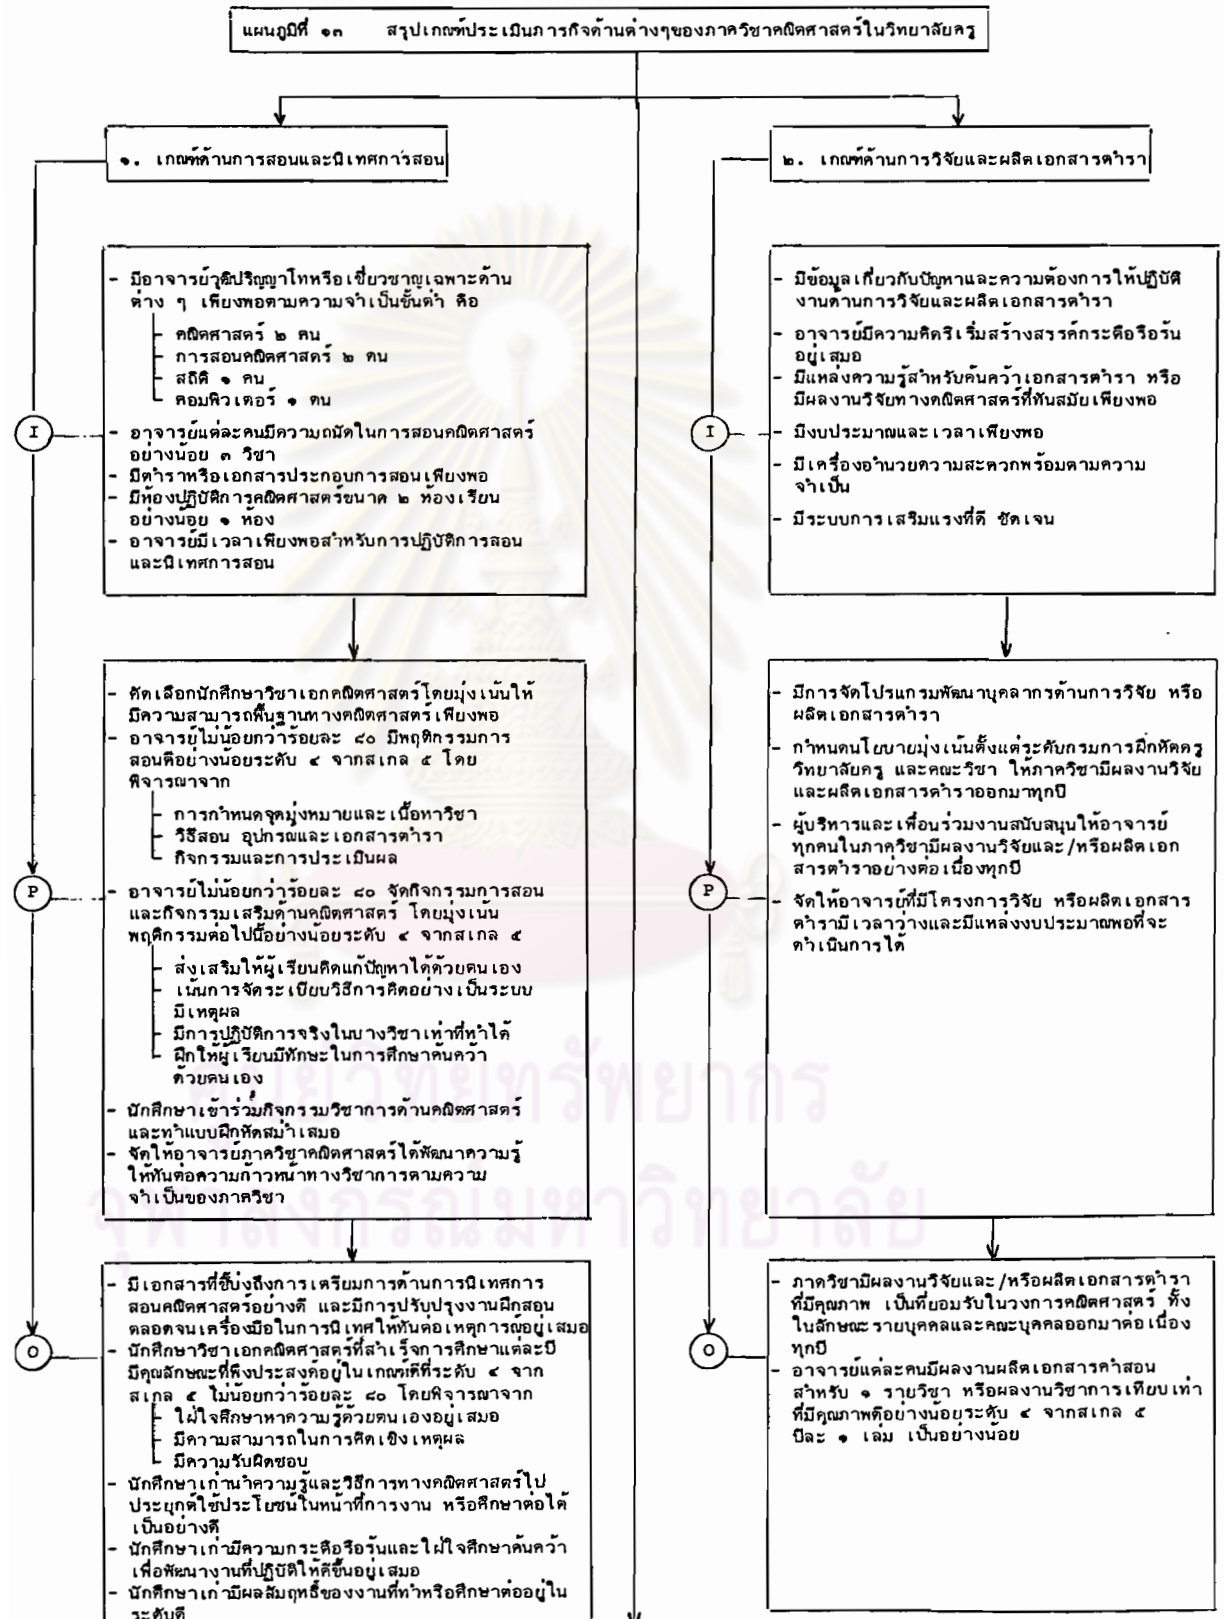 แผนภูมิที่ ๑๓ สรุปเกณฑ์ประเมินภารกิจด้านต่างๆของภาควิชาคณิตศาสตร์ในวิทยาลัยครู
๑. เกณฑ์ด้านการสอนและนิเทศการสอน
I
- มีอาจารย์วุฒิปริญญาโทหรือเชี่ยวชาญเฉพาะด้าน
ต่าง ๆ เพียงพอตามความจำเป็นขั้นต่ำ คือ
คณิตศาสตร์ ๒ คน
การสอนคณิตศาสตร์ ๒ คน
สถิติ ๑ คน
คอมพิวเตอร์ ๑ คน
- อาจารย์แต่ละคนมีความถนัดในการสอนคณิตศาสตร์
อย่างน้อย ๓ วิชา
- มีตำราหรือเอกสารประกอบการสอนเพียงพอ
- มีห้องปฏิบัติการคณิตศาสตร์ขนาด ๒ ห้องเรียน
อย่างน้อย ๑ ห้อง
- อาจารย์มีเวลาเพียงพอสำหรับการปฏิบัติการสอน
และนิเทศการสอน
P
- คัดเลือกนักศึกษาวิชาเอกคณิตศาสตร์โดยมุ่งเน้นให้
มีความสามารถพื้นฐานทางคณิตศาสตร์เพียงพอ
- อาจารย์ไม่น้อยกว่าร้อยละ ๘๐ มีพฤติกรรมการ
สอนดีอย่างน้อยระดับ ๔ จากสเกล ๕ โดย
พิจารณาจาก
การกำหนดจุดมุ่งหมายและเนื้อหาวิชา
วิธีสอน อุปกรณและเอกสารตำรา
กิจกรรมและการประเมินผล
- อาจารย์ไม่น้อยกว่าร้อยละ ๘๐ จัดกิจกรรมการสอน
และกิจกรรมเสริมด้านคณิตศาสตร์ โดยมุ่งเน้น
พฤติกรรมต่อไปนี้อย่างน้อยระดับ ๔ จากสเกล ๕
ส่งเสริมให้ผู้เรียนคิดแก้ปัญหาได้ด้วยตนเอง
เน้นการจัดระเบียบวิธีการคิดอย่างเป็นระบบ
มีเหตุผล
มีการปฏิบัติการจริงในบางวิชาเท่าที่ทำได้
ฝึกให้ผู้เรียนมีทักษะในการศึกษาค้นคว้า
ด้วยตนเอง
- นักศึกษาเข้าร่วมกิจกรรมวิชาการด้านคณิตศาสตร์
และทำแบบฝึกหัดสม่ำเสมอ
- จัดให้อาจารย์ภาควิชาคณิตศาสตร์ได้พัฒนาความรู้
ให้ทันต่อความก้าวหน้าทางวิชาการตามความ
จำเป็นของภาควิชา
O
- มีเอกสารที่ชี้บ่งถึงการเตรียมการด้านการนิเทศการ
สอนคณิตศาสตร์อย่างดี และมีการปรับปรุงงานฝึกสอน
ตลอดจนเครื่องมือในการนิเทศให้ทันต่อเหตุการณ์อยู่เสมอ
- นักศึกษาวิชาเอกคณิตศาสตร์ที่สำเร็จการศึกษาแต่ละปี
มีคุณลักษณะที่พึงประสงค์อยู่ในเกณฑ์ดีที่ระดับ ๔ จาก
สเกล ๕ ไม่น้อยกว่าร้อยละ ๘๐ โดยพิจารณาจาก
ใฝ่ใจศึกษาหาความรู้ด้วยตนเองอยู่เสมอ
มีความสามารถในการคิดเชิงเหตุผล
มีความรับผิดชอบ
- นักศึกษาเก่านำความรู้และวิธีการทางคณิตศาสตร์ไป
ประยุกต์ใช้ประโยชน์ในหน้าที่การงาน หรือศึกษาต่อได้
เป็นอย่างดี
- นักศึกษาเก่ามีความกระตือรือร้นและใฝ่ใจศึกษาค้นคว้า
เพื่อพัฒนางานที่ปฏิบัติให้ดีขึ้นอยู่เสมอ
- นักศึกษาเก่ามีผลสัมฤทธิ์ของงานที่ทำหรือศึกษาต่ออยู่ใน
ระดับดี
๒. เกณฑ์ด้านการวิจัยและผลิตเอกสารตำรา
I
- มีข้อมูลเกี่ยวกับปัญหาและความต้องการให้ปฏิบัติ
งานด้านการวิจัยและผลิตเอกสารตำรา
- อาจารย์มีความคิดริเริ่มสร้างสรรค์กระตือรือร้น
อยู่เสมอ
- มีแหล่งความรู้สำหรับค้นคว้าเอกสารตำรา หรือ
มีผลงานวิจัยทางคณิตศาสตร์ที่ทันสมัยเพียงพอ
- มีงบประมาณและเวลาเพียงพอ
- มีเครื่องอำนวยความสะดวกพร้อมตามความ
จำเป็น
- มีระบบการเสริมแรงที่ดี ชัดเจน
P
- มีการจัดโปรแกรมพัฒนาบุคลากรด้านการวิจัย หรือ
ผลิตเอกสารตำรา
- กำหนดนโยบายมุ่งเน้นตั้งแต่ระดับกรมการฝึกหัดครู
วิทยาลัยครู และคณะวิชา ให้ภาควิชามีผลงานวิจัย
และผลิตเอกสารตำราออกมาทุกปี
- ผู้บริหารและเพื่อนร่วมงานสนับสนุนให้อาจารย์
ทุกคนในภาควิชามีผลงานวิจัยและ/หรือผลิตเอก
สารตำราอย่างต่อเนื่องทุกปี
- จัดให้อาจารย์ที่มีโครงการวิจัย หรือผลิตเอกสาร
ตำรามีเวลาว่างและมีแหล่งงบประมาณพอที่จะ
ดำเนินการได้
O
- ภาควิชามีผลงานวิจัยและ/หรือผลิตเอกสารตำรา
ที่มีคุณภาพ เป็นที่ยอมรับในวงการคณิตศาสตร์ ทั้ง
ในลักษณะรายบุคคลและคณะบุคคลออกมาต่อเนื่อง
ทุกปี
- อาจารย์แต่ละคนมีผลงานผลิตเอกสารคำสอน
สำหรับ ๑ รายวิชา หรือผลงานวิชาการเทียบเท่า
ที่มีคุณภาพดีอย่างน้อยระดับ ๔ จากสเกล ๕
ปีละ ๑ เล่ม เป็นอย่างน้อย
ศูนย์วิทยทรัพยากร
จุฬาลงกรณ์มหาวิทยาลัย